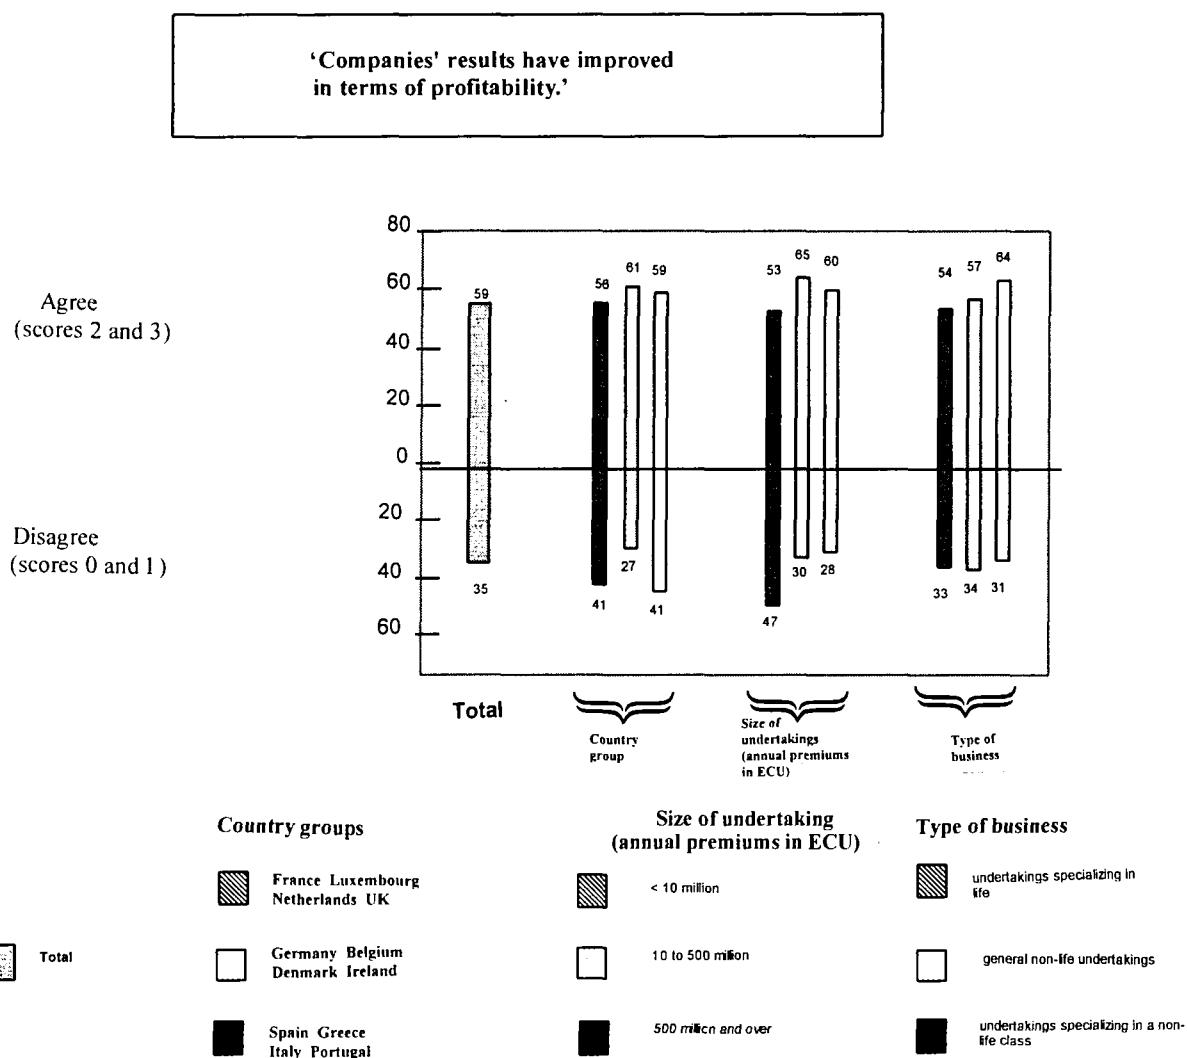 ‘Companies' results have improved
in terms of profitability.’
80
60
40
20
0
20
40
60
Agree
(scores 2 and 3)
Disagree
(scores 0 and 1)
59
56
61
59
53
65
60
54
57
64
35
41
27
41
47
30
28
33
34
31
Total
Country
group
Size of
undertakings
(annual premiums
in ECU)
Type of
business
Country groups
Size of undertaking
(annual premiums in ECU)
Type of business
France Luxembourg
Netherlands UK
< 10 million
undertakings specializing in
life
Total
Germany Belgium
Denmark Ireland
10 to 500 million
general non-life undertakings
Spain Greece
Italy Portugal
500 million and over
undertakings specializing in a non-
life class